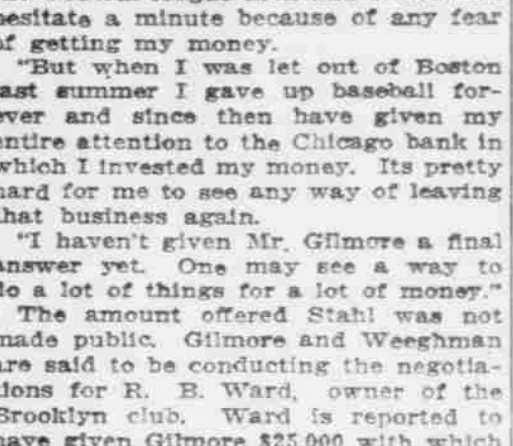 hesitate a minute because of any fear
of getting my money.
"But when I was let out of Boston
last summer I gave up baseball for-
ever and since then have given my
entire attention to the Chicago bank in
which I invested my money. Its pretty
hard for me to see any way of leaving
that business again.
"I haven't given Mr. Gilmore a final
answer yet. One may see a way to
do a lot of things for a lot of money."
The amount offered Stahl was not
made public. Gilmore and Weeghman
are said to be conducting the negotia-
tions for R. B. Ward, owner of the
Brooklyn club. Ward is reported to
have given Gilmore $25,000 with which